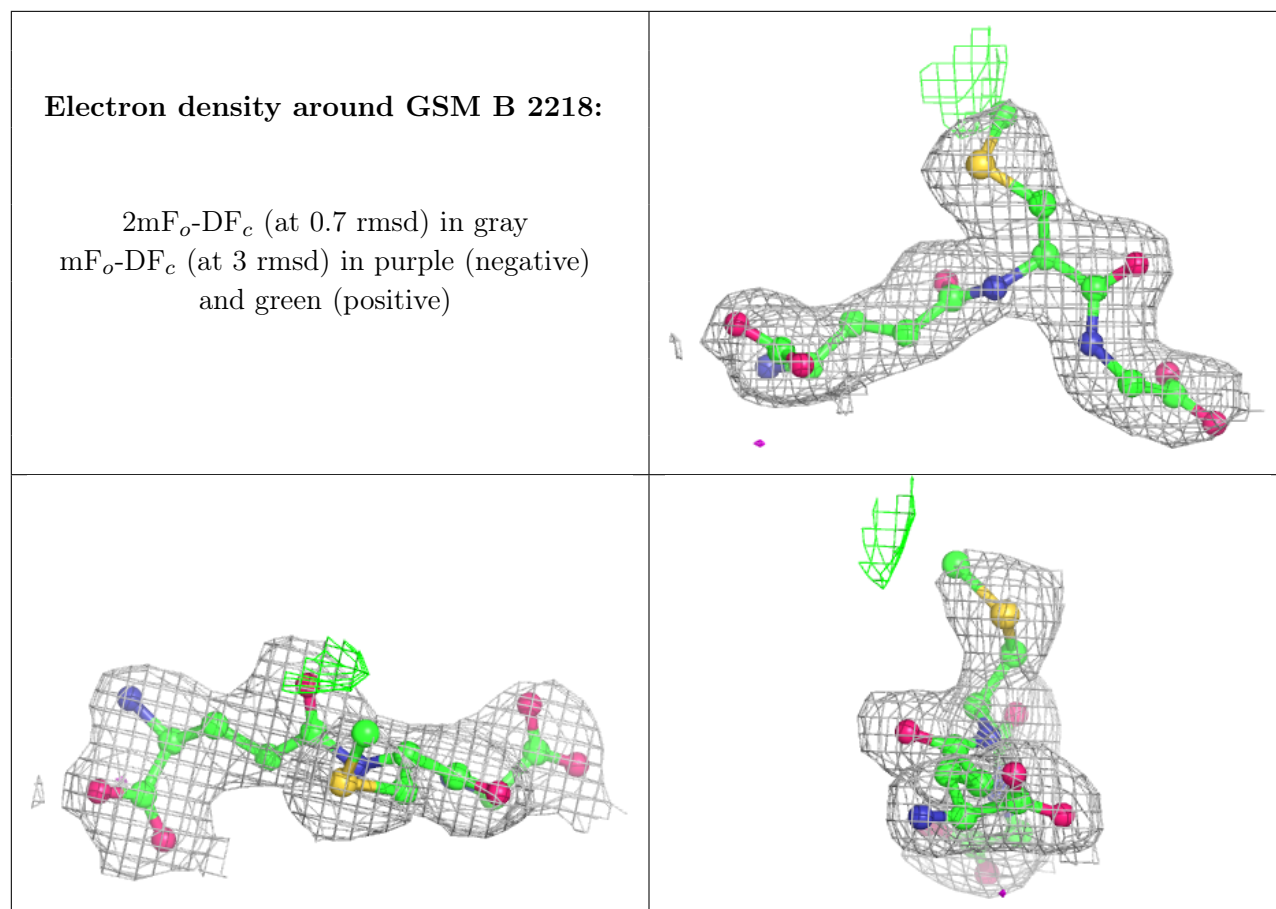 Electron density around GSM B 2218:
2mFo-DFc (at 0.7 rmsd) in gray
mFo-DFc (at 3 rmsd) in purple (negative)
and green (positive)